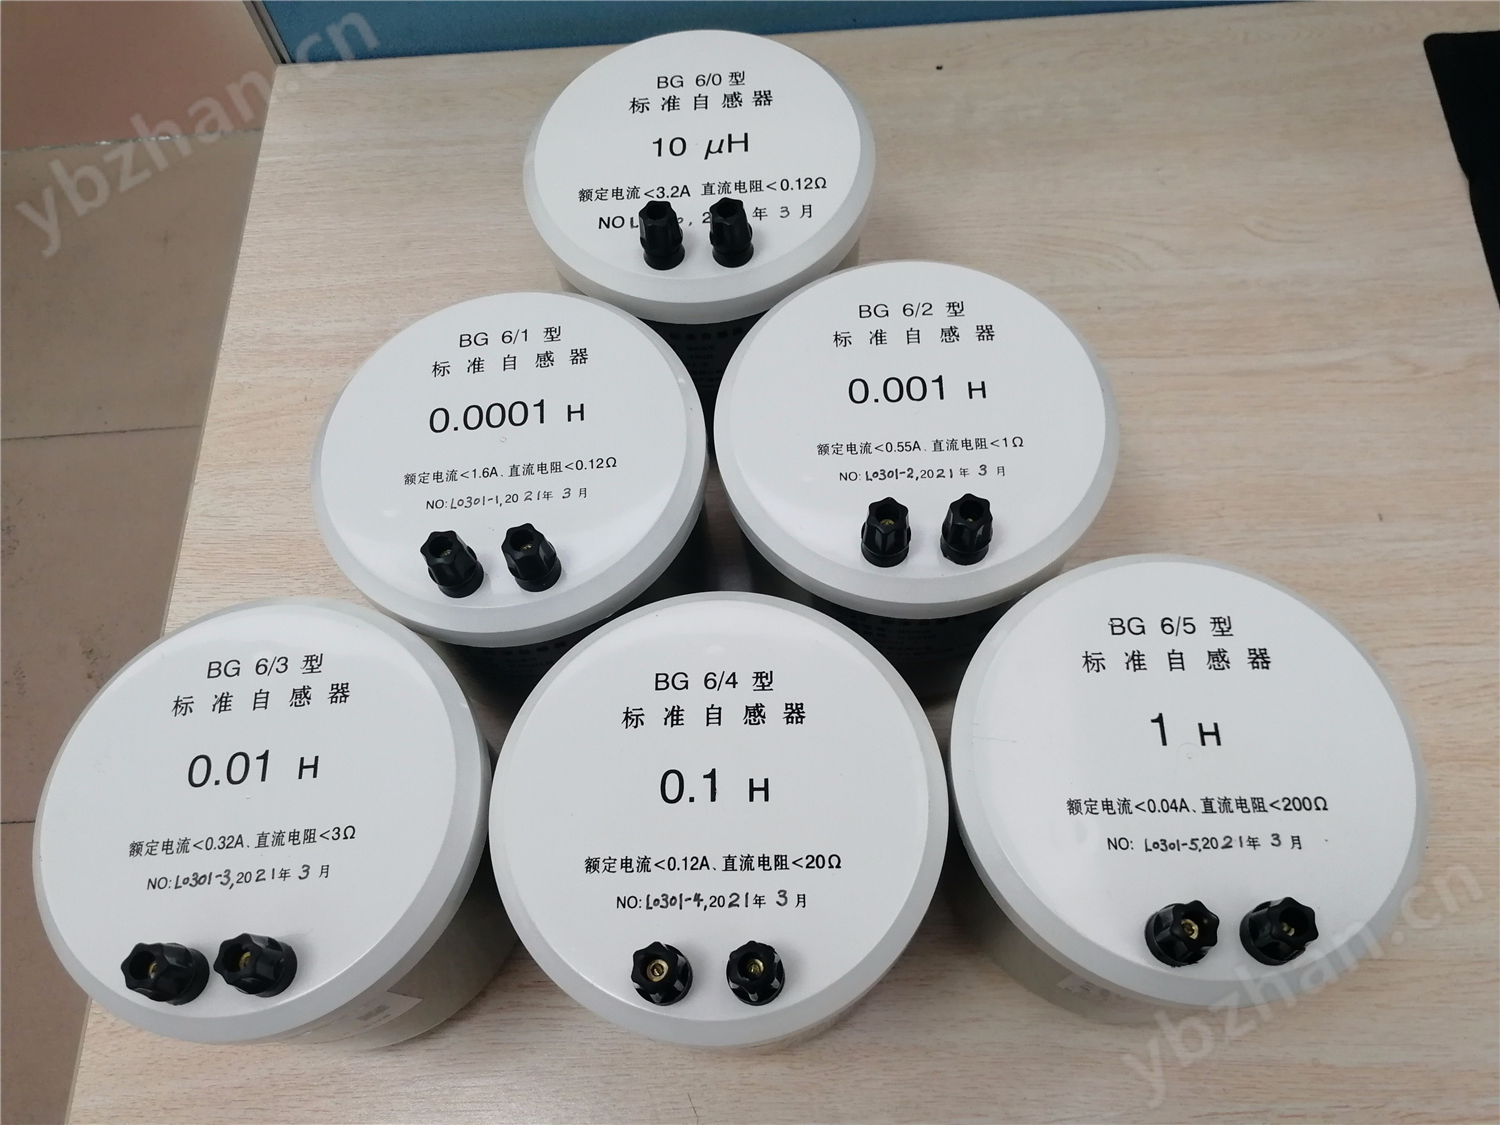 BG 6/0 型
标准自感器
10 μH
额定电流<3.2A 直流电阻<0.12Ω
NO 年 3 月
BG 6/1 型
标准自感器
0.0001 H
额定电流<1.6A、直流电阻<0.12Ω
NO: L0301-1, 2021年 3 月
BG 6/2 型
标准自感器
0.001 H
额定电流<0.55A、直流电阻<1Ω
NO: L0301-2, 2021年 3 月
BG 6/3 型
标准自感器
0.01 H
额定电流<0.32A、直流电阻<3Ω
NO: L0301-3, 2021年 3 月
BG 6/4 型
标准自感器
0.1 H
额定电流<0.12A、直流电阻<20Ω
NO: L0301-4, 2021年 3 月
BG 6/5 型
标准自感器
1 H
额定电流<0.04A、直流电阻<200Ω
NO: L0301-5, 2021年 3 月
ybzhan.cn
ybzhan.cn